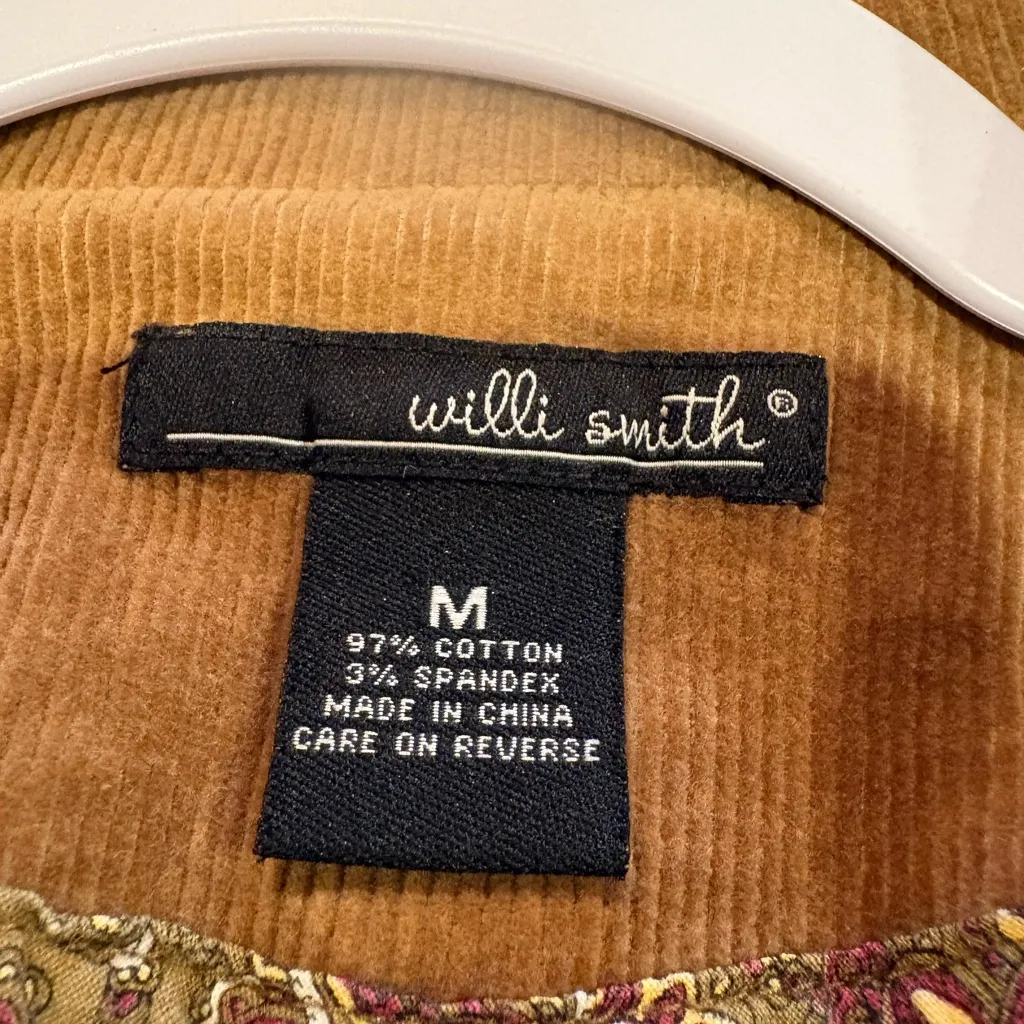 willi smith®
M
97% COTTON
3% SPANDEX
MADE IN CHINA
CARE ON REVERSE